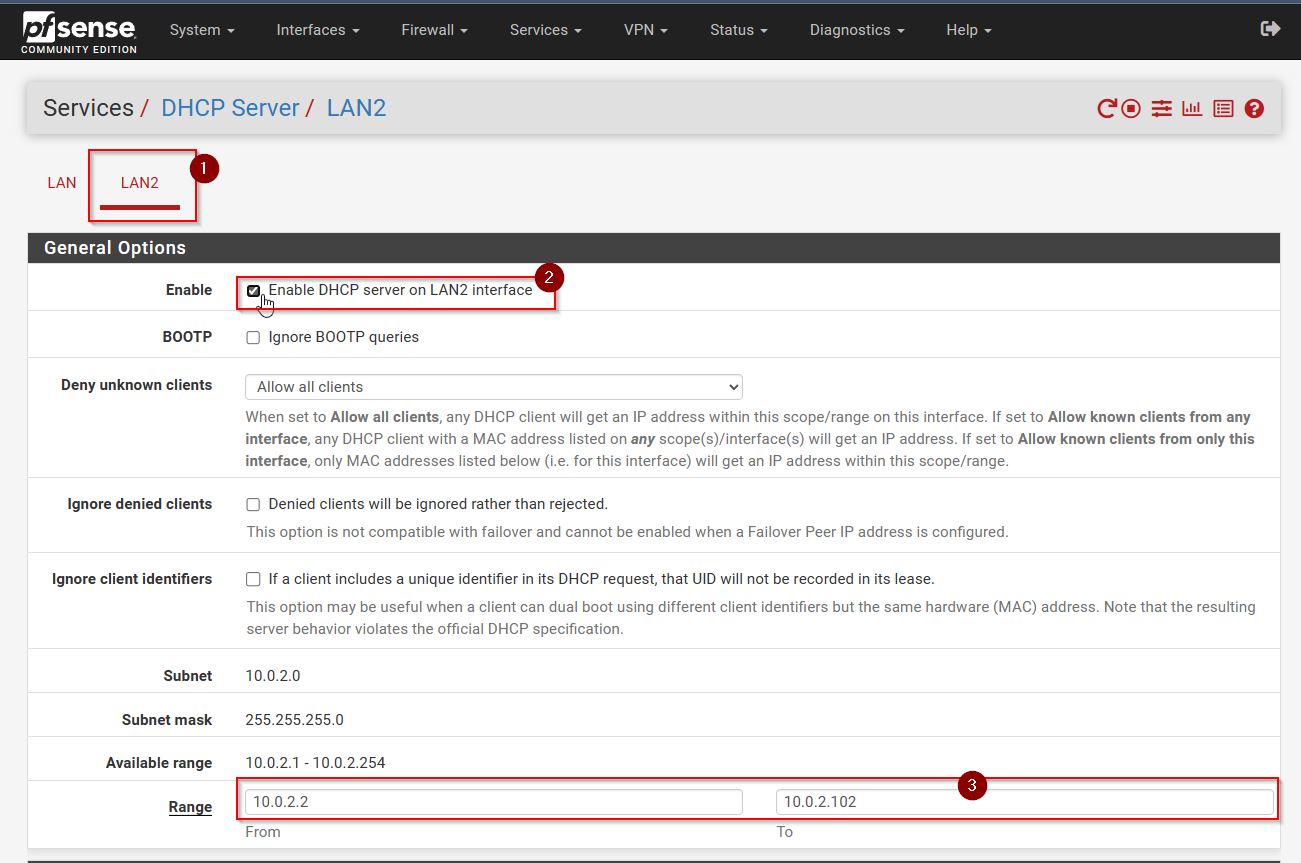 pfsense
COMMUNITY EDITION
System
Interfaces
Firewall
Services
VPN
Status
Diagnostics
Help
Services / DHCP Server / LAN2
LAN
LAN2
1
General Options
Enable
Enable DHCP server on LAN2 interface
2
BOOTP
Ignore BOOTP queries
Deny unknown clients
Allow all clients
When set to Allow all clients, any DHCP client will get an IP address within this scope/range on this interface. If set to Allow known clients from any
interface, any DHCP client with a MAC address listed on any scope(s)/interface(s) will get an IP address. If set to Allow known clients from only this
interface, only MAC addresses listed below (i.e. for this interface) will get an IP address within this scope/range.
Ignore denied clients
Denied clients will be ignored rather than rejected.
This option is not compatible with failover and cannot be enabled when a Failover Peer IP address is configured.
Ignore client identifiers
If a client includes a unique identifier in its DHCP request, that UID will not be recorded in its lease.
This option may be useful when a client can dual boot using different client identifiers but the same hardware (MAC) address. Note that the resulting
server behavior violates the official DHCP specification.
Subnet
10.0.2.0
Subnet mask
255.255.255.0
Available range
10.0.2.1 - 10.0.2.254
3
Range
10.0.2.2
10.0.2.102
From
To